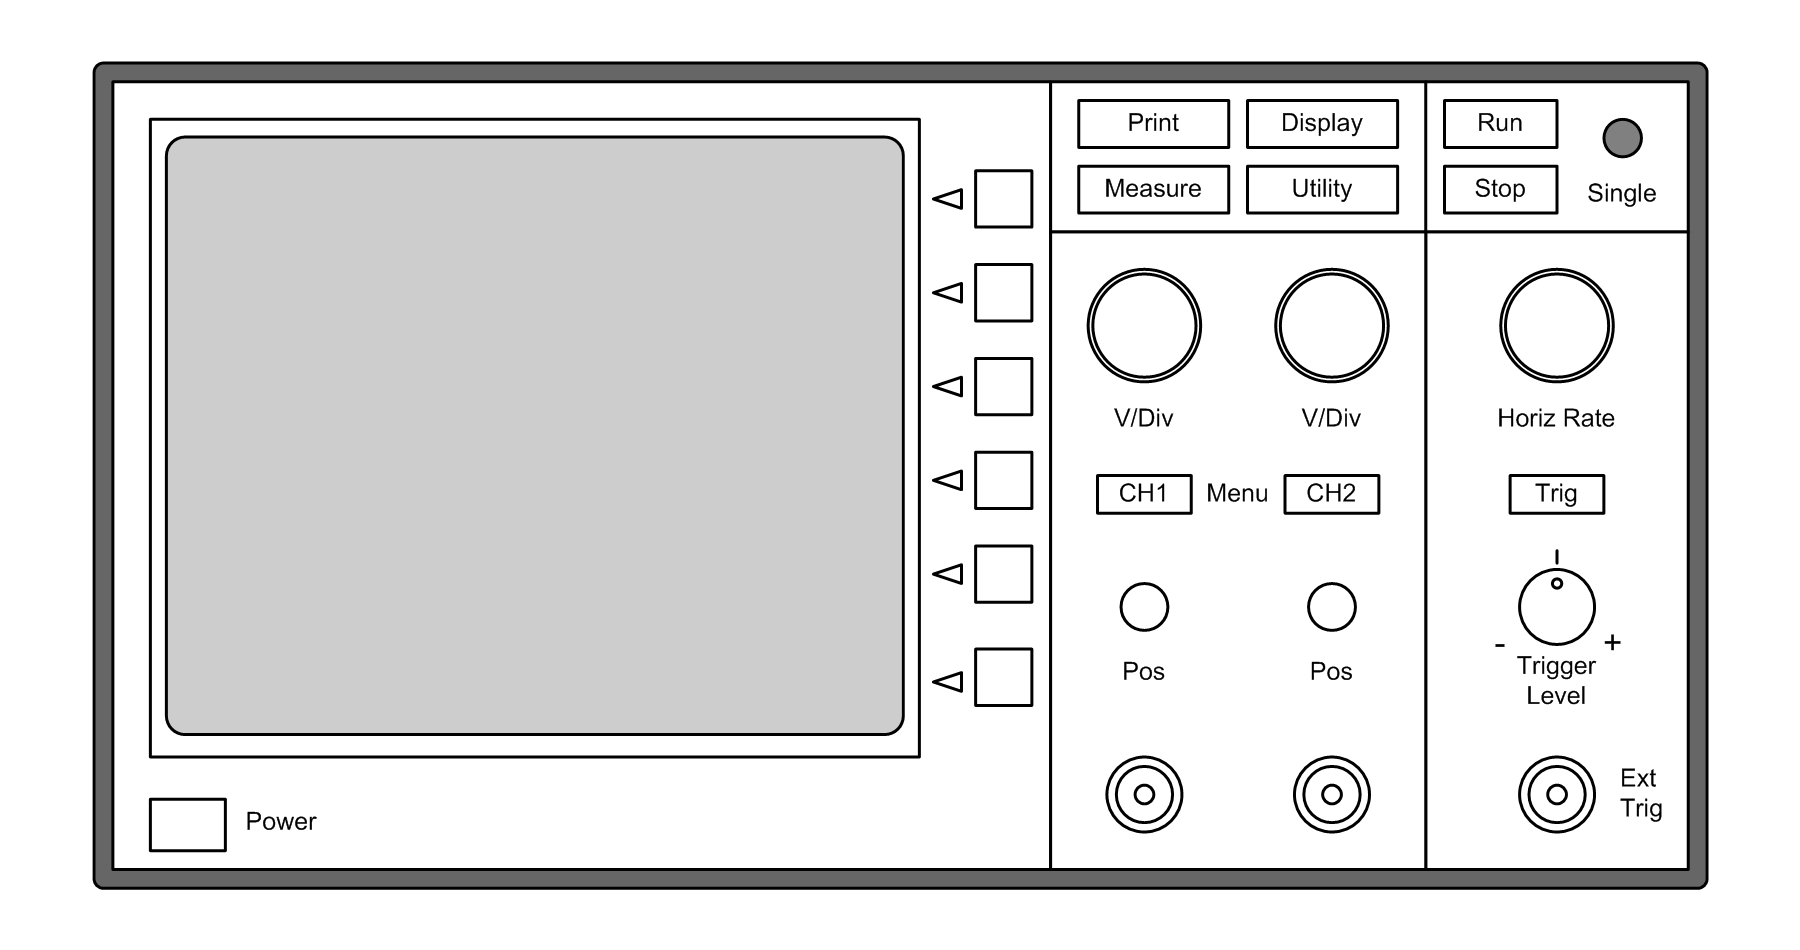 Print
Display
Run
Measure
Utility
Stop
Single
V/Div
V/Div
Horiz Rate
CH1
Menu
CH2
Trig
Pos
Pos
- +
Trigger
Level
Ext
Trig
Power